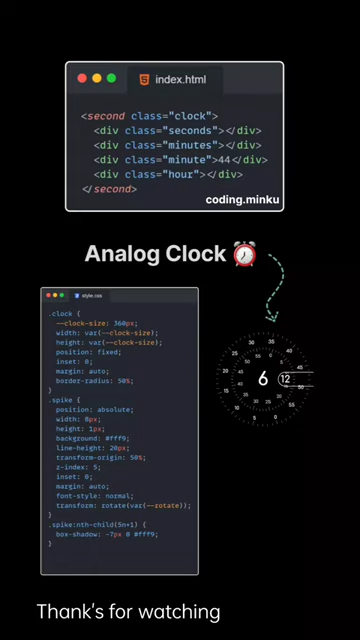 index.html
<second class="clock">
<div class="seconds"></div>
<div class="minutes"></div>
<div class="minute">44</div>
<div class="hour"></div>
</second>
coding.minku
Analog Clock
style.css
.clock {
--clock-size: 360px;
width: var(--clock-size);
height: var(--clock-size);
position: fixed;
inset: 0;
margin: auto;
border-radius: 50%;
}
.spike {
position: absolute;
width: 8px;
height: 1px;
background: #fff9;
line-height: 20px;
transform-origin: 50%;
z-index: 5;
inset: 0;
margin: auto;
font-style: normal;
transform: rotate(var(--rotate));
}
.spike:nth-child(5n+1) {
box-shadow: -7px 0 #fff9;
}
6
12
Thank's for watching